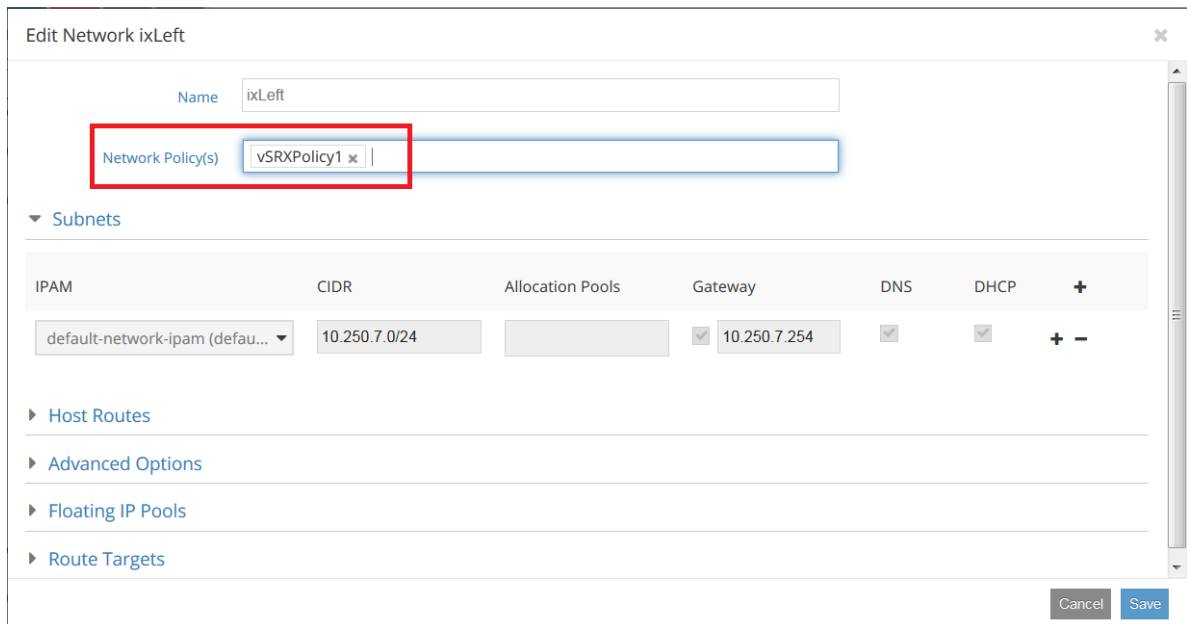 Edit Network ixLeft
Name ixLeft
Network Policy(s) vSRXPolicy1
Subnets
IPAM CIDR Allocation Pools Gateway DNS DHCP
default-network-ipam (defau... 10.250.7.0/24 10.250.7.254
Host Routes
Advanced Options
Floating IP Pools
Route Targets
Cancel Save